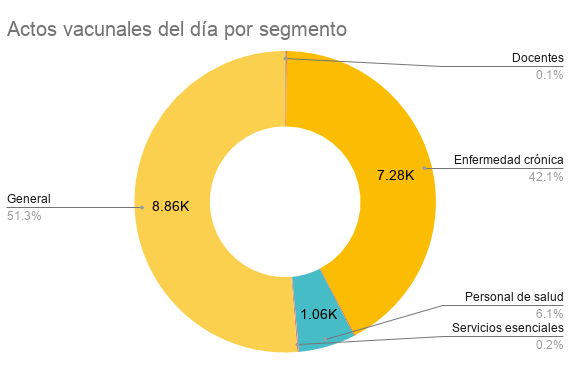 Actos vacunales del día por segmento
Docentes
0.1%
Enfermedad crónica
42.1%
7.28K
General
51.3%
8.86K
Personal de salud
6.1%
1.06K
Servicios esenciales
0.2%